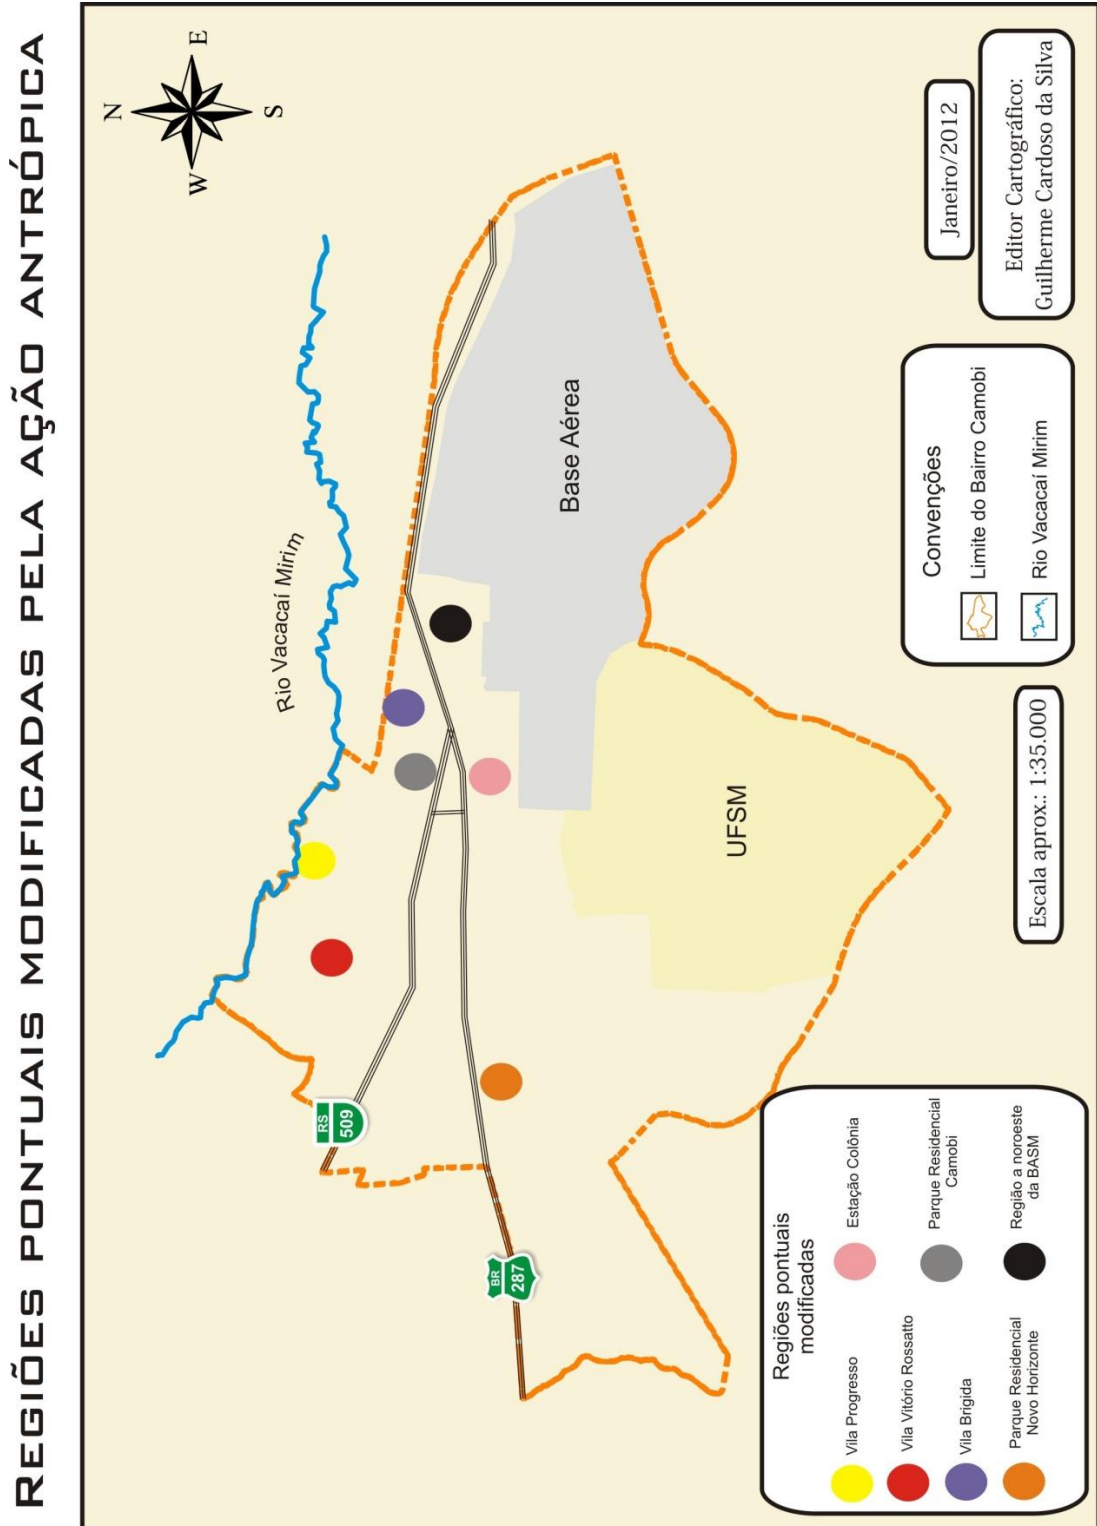 REGIÕES PONTUAIS MODIFICADAS PELA AÇÃO ANTRÓPICA
N
W
E
S
Rio Vacacaí Mirim
RS
509
BR
287
Base Aérea
UFSM
Regiões pontuais
modificadas
Vila Progresso
Vila Vitório Rossatto
Vila Brigida
Parque Residencial
Novo Horizonte
Estação Colônia
Parque Residencial
Camobi
Região a noroeste
da BASM
Escala aprox.: 1:35.000
Convenções
Limite do Bairro Camobi
Rio Vacacaí Mirim
Janeiro/2012
Editor Cartográfico:
Guilherme Cardoso da Silva